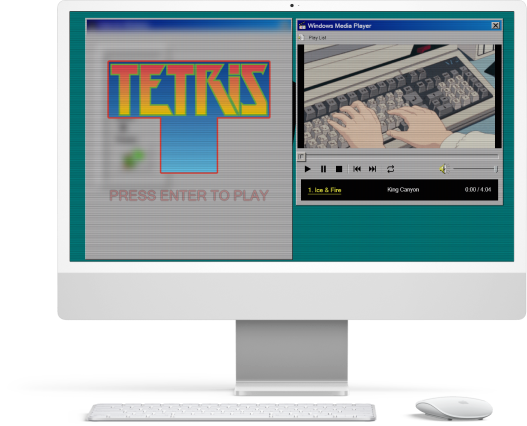 TETRIS
PRESS ENTER TO PLAY
Windows Media Player
Play List
1. Ice & Fire
King Canyon
0:00 / 4:04